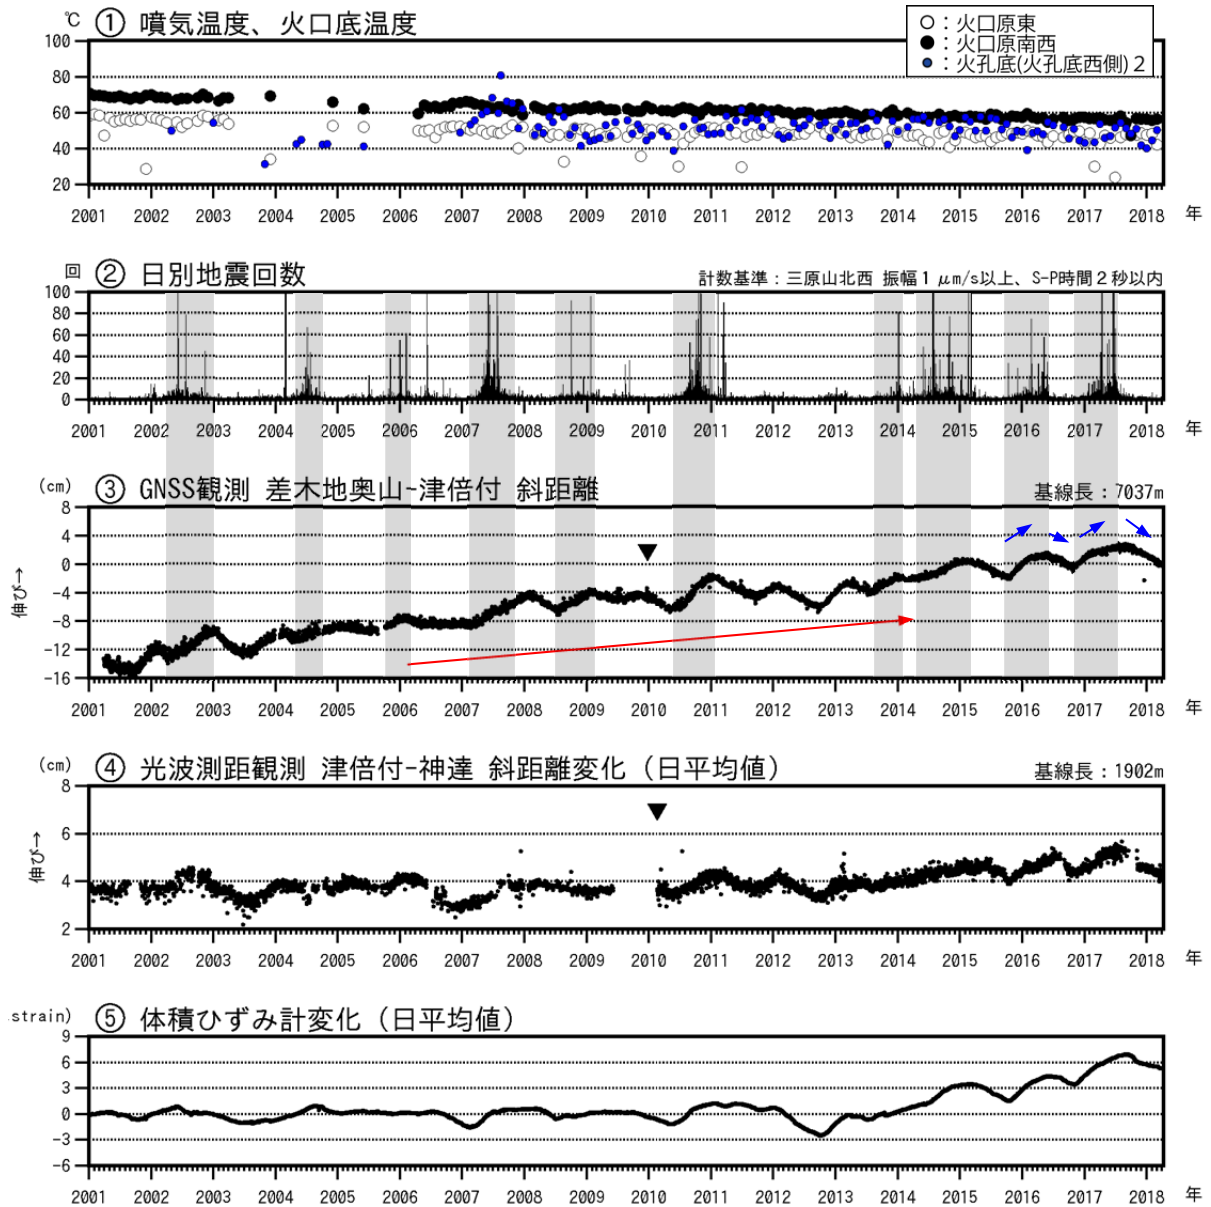 ℃ ① 噴気温度、火口底温度
○：火口原東
●：火口原南西
●：火孔底(火孔底西側)２
100
80
60
40
20
2001 2002 2003 2004 2005 2006 2007 2008 2009 2010 2011 2012 2013 2014 2015 2016 2017 2018 年
回 ② 日別地震回数
計数基準：三原山北西 振幅１μm/s以上、S-P時間２秒以内
100
80
60
40
20
0
2001 2002 2003 2004 2005 2006 2007 2008 2009 2010 2011 2012 2013 2014 2015 2016 2017 2018 年
(cm) ③ GNSS観測 差木地奥山-津倍付 斜距離
基線長：7037m
8
4
0
-4
-8
-12
-16
伸び→
2001 2002 2003 2004 2005 2006 2007 2008 2009 2010 2011 2012 2013 2014 2015 2016 2017 2018 年
(cm) ④ 光波測距観測 津倍付-神達 斜距離変化（日平均値）
基線長：1902m
8
6
4
2
伸び→
2001 2002 2003 2004 2005 2006 2007 2008 2009 2010 2011 2012 2013 2014 2015 2016 2017 2018 年
strain) ⑤ 体積ひずみ計変化（日平均値）
9
6
3
0
-3
-6
2001 2002 2003 2004 2005 2006 2007 2008 2009 2010 2011 2012 2013 2014 2015 2016 2017 2018 年